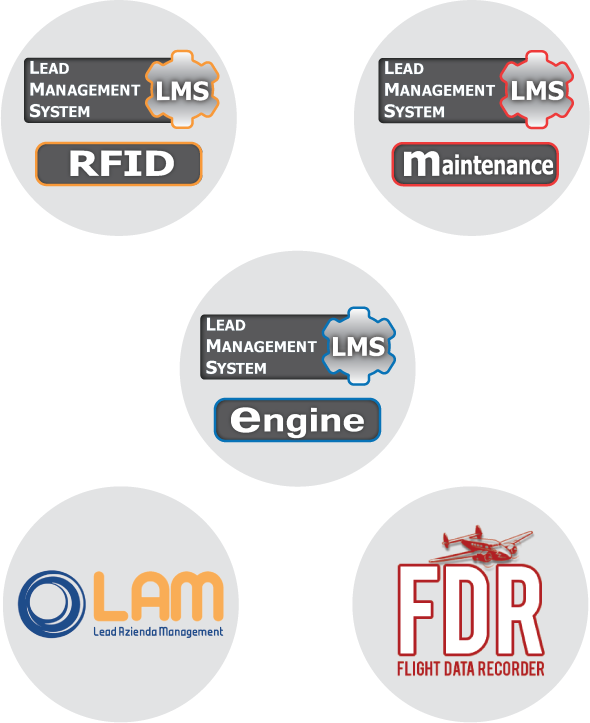 LEAD
MANAGEMENT
SYSTEM
LMS
RFID
LEAD
MANAGEMENT
SYSTEM
LMS
maintenance
LEAD
MANAGEMENT
SYSTEM
LMS
engine
LAM
Lead Azienda Management
FDR
FLIGHT DATA RECORDER